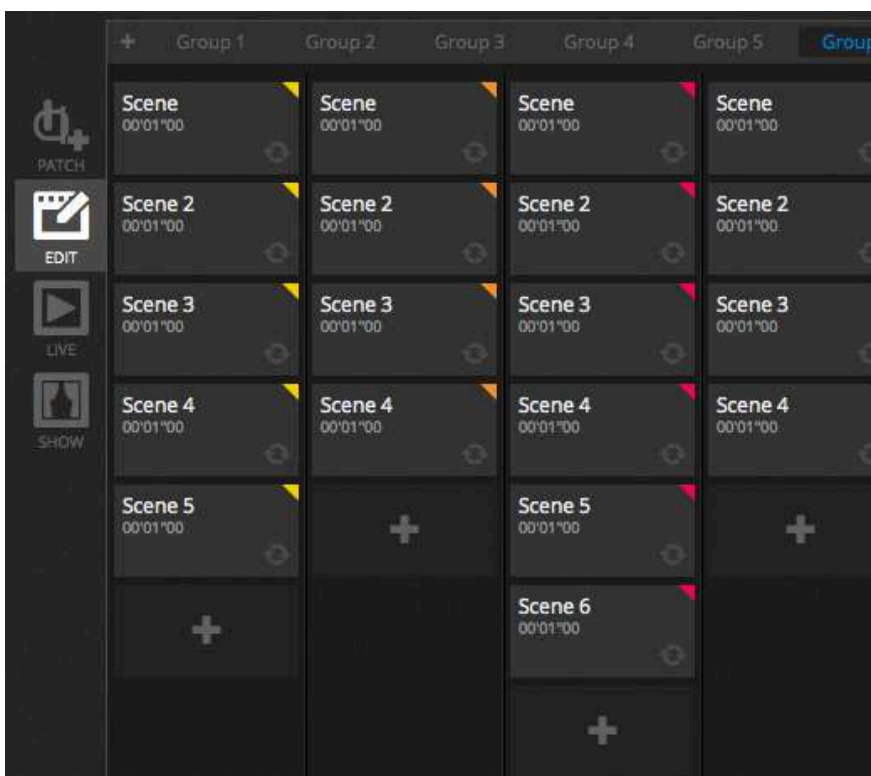 + Group 1 Group 2 Group 3 Group 4 Group 5 Group
PATCH
EDIT
LIVE
SHOW
Scene Scene Scene Scene
00'01"00 00'01"00 00'01"00 00'01"00
Scene 2 Scene 2 Scene 2 Scene 2
00'01"00 00'01"00 00'01"00 00'01"00
Scene 3 Scene 3 Scene 3 Scene 3
00'01"00 00'01"00 00'01"00 00'01"00
Scene 4 Scene 4 Scene 4 Scene 4
00'01"00 00'01"00 00'01"00 00'01"00
Scene 5 Scene 5
00'01"00 00'01"00
Scene 6
00'01"00